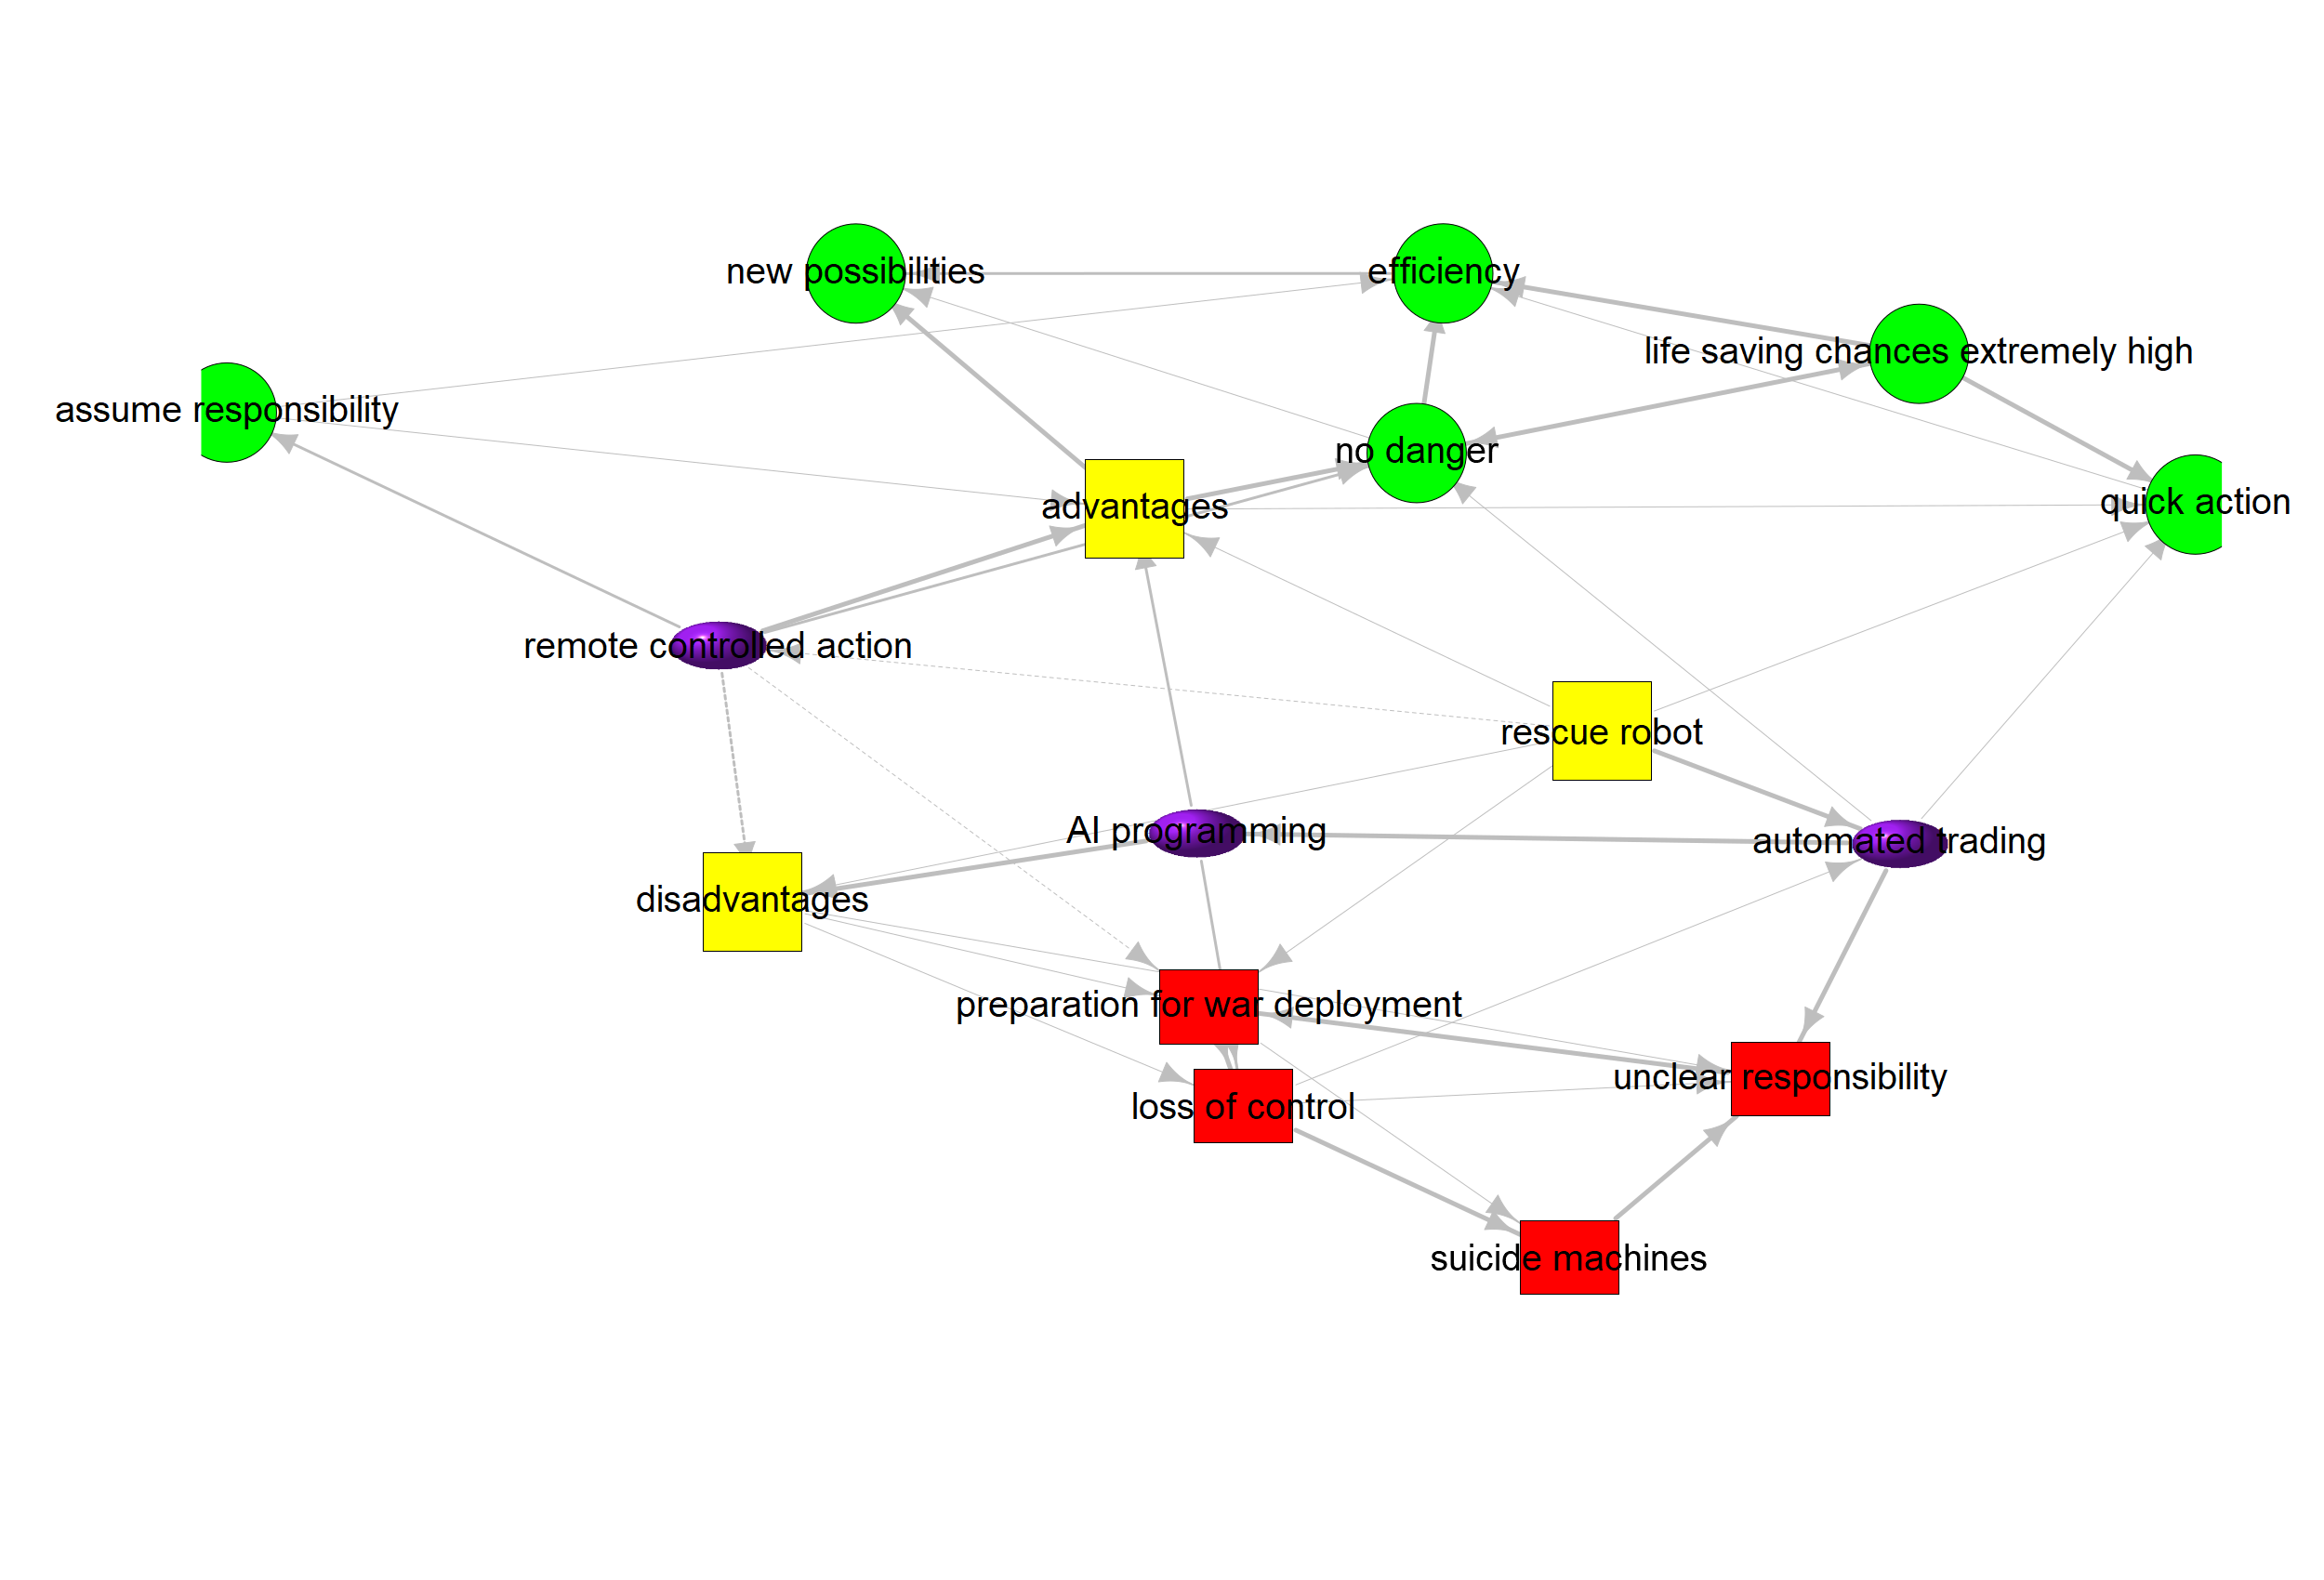 new possibilities
efficiency
life saving chances extremely high
assume responsibility
no danger
advantages
quick action
remote controlled action
rescue robot
AI programming
automated trading
disadvantages
preparation for war deployment
unclear responsibility
loss of control
suicide machines